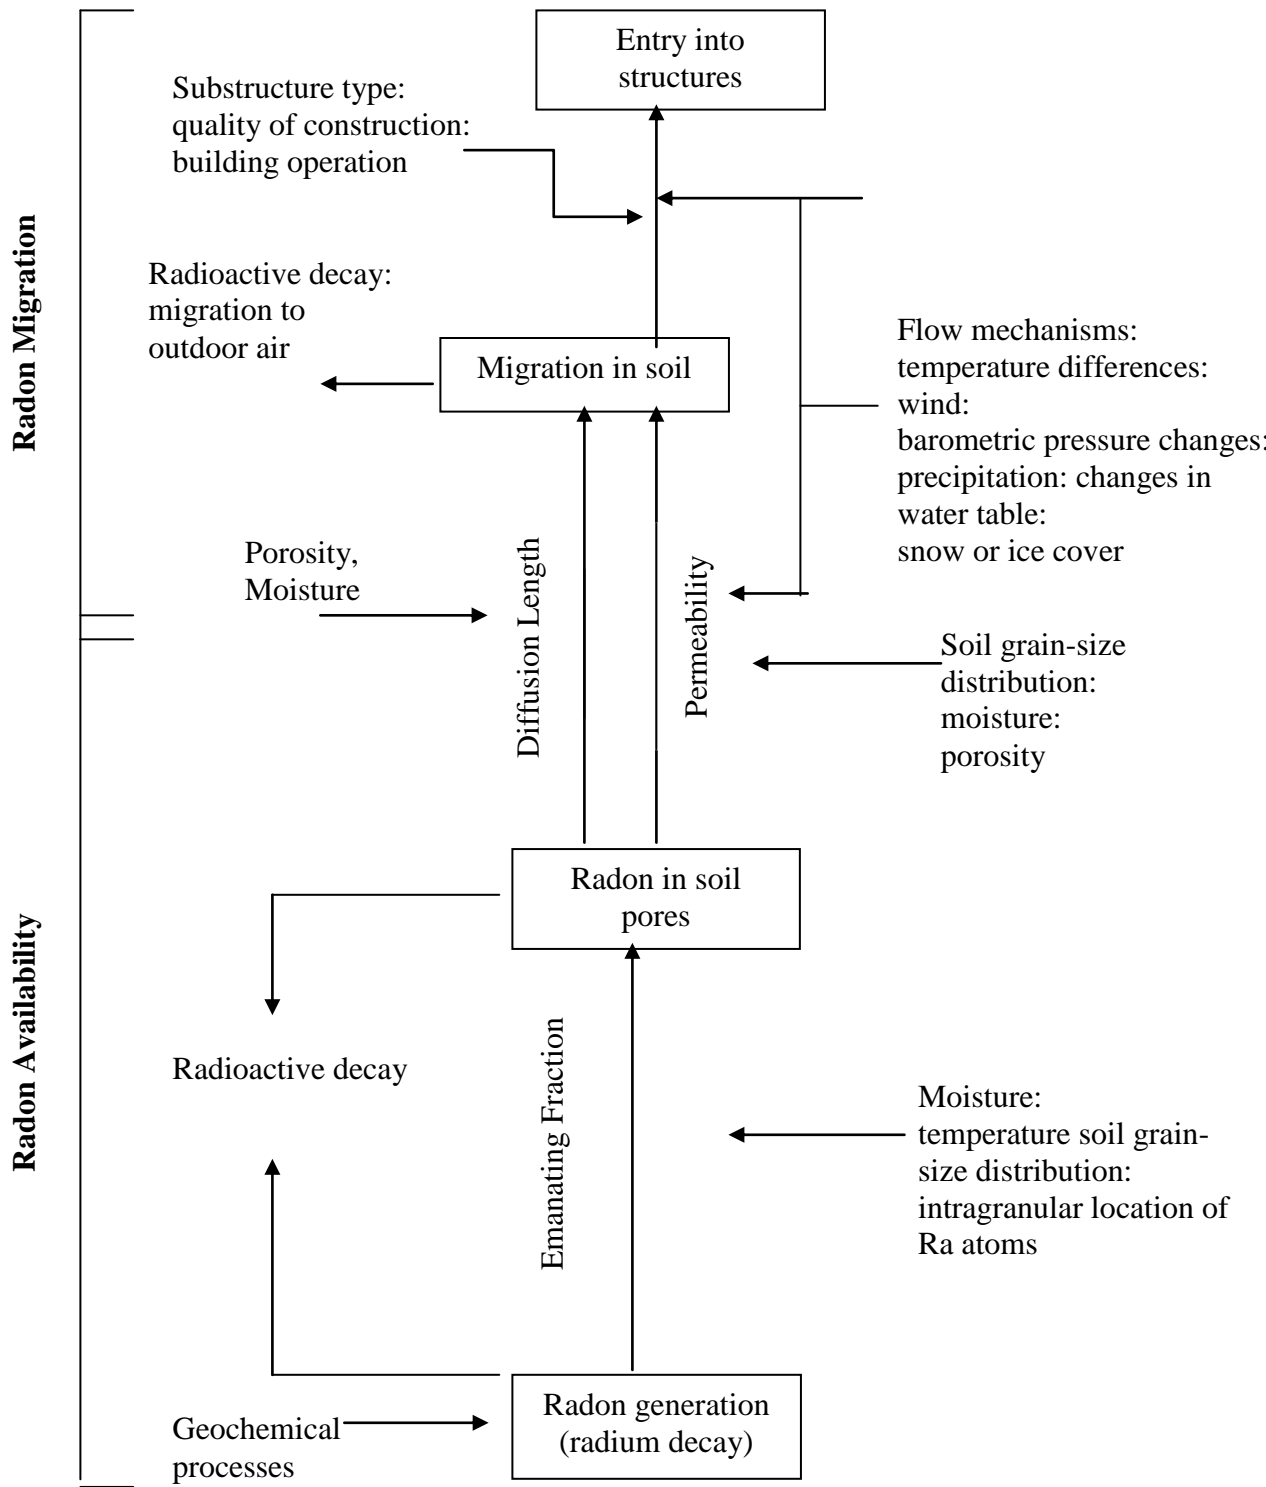 Entry into
structures
Substructure type:
quality of construction:
building operation
Radon Migration
Radioactive decay:
migration to
outdoor air
Migration in soil
Flow mechanisms:
temperature differences:
wind:
barometric pressure changes:
precipitation: changes in
water table:
snow or ice cover
Porosity,
Moisture
Diffusion Length
Permeability
Soil grain-size
distribution:
moisture:
porosity
Radon in soil
pores
Radon Availability
Radioactive decay
Emanating Fraction
Moisture:
temperature soil grain-
size distribution:
intragranular location of
Ra atoms
Radon generation
(radium decay)
Geochemical
processes